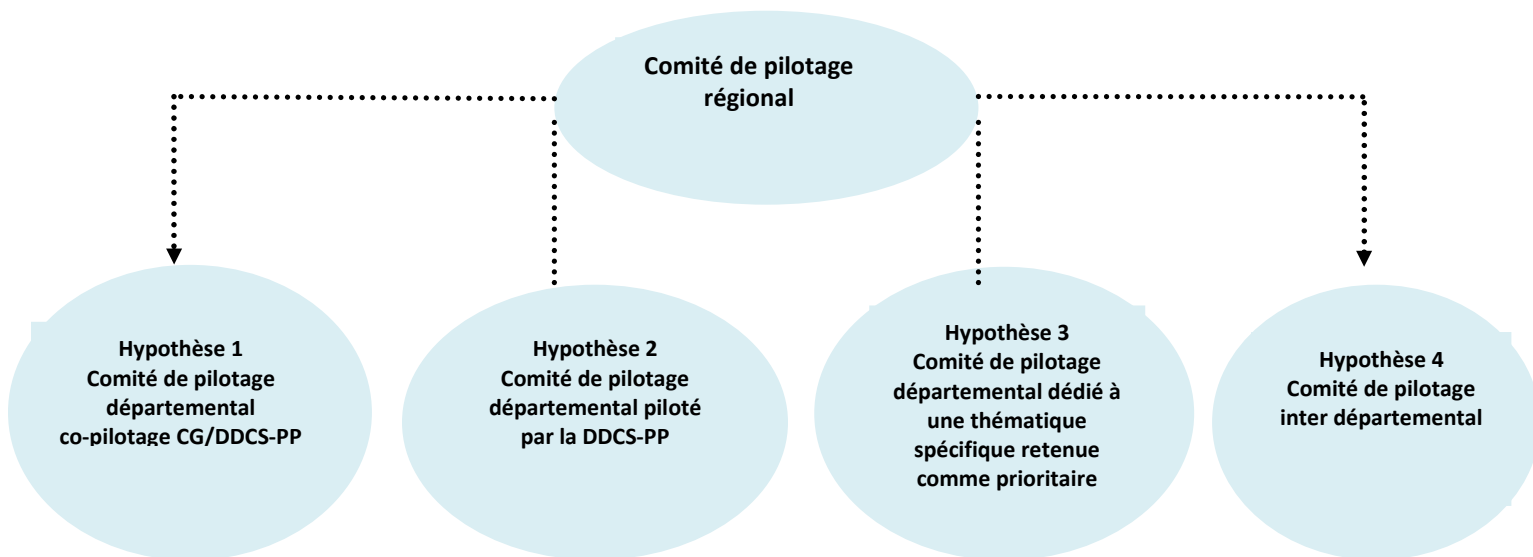 Comité de pilotage
régional
Hypothèse 1
Comité de pilotage
départemental
co-pilotage CG/DDCS-PP
Hypothèse 2
Comité de pilotage
départemental piloté
par la DDCS-PP
Hypothèse 3
Comité de pilotage
départemental dédié à
une thématique
spécifique retenue
comme prioritaire
Hypothèse 4
Comité de pilotage
inter départemental